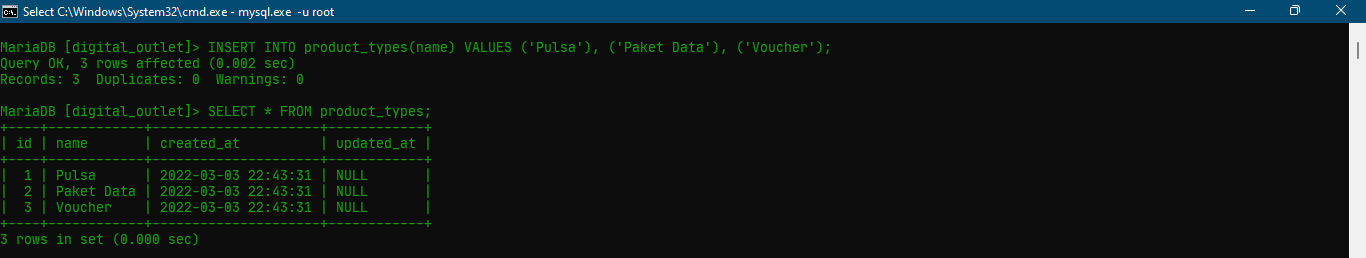 Select C:\Windows\System32\cmd.exe - mysql.exe  -u root
MariaDB [digital_outlet]> INSERT INTO product_types(name) VALUES ('Pulsa'), ('Paket Data'), ('Voucher');
Query OK, 3 rows affected (0.002 sec)
Records: 3  Duplicates: 0  Warnings: 0
MariaDB [digital_outlet]> SELECT * FROM product_types;
+----+------------+---------------------+------------+
| id | name       | created_at          | updated_at |
+----+------------+---------------------+------------+
|  1 | Pulsa      | 2022-03-03 22:43:31 | NULL       |
|  2 | Paket Data | 2022-03-03 22:43:31 | NULL       |
|  3 | Voucher    | 2022-03-03 22:43:31 | NULL       |
+----+------------+---------------------+------------+
3 rows in set (0.000 sec)